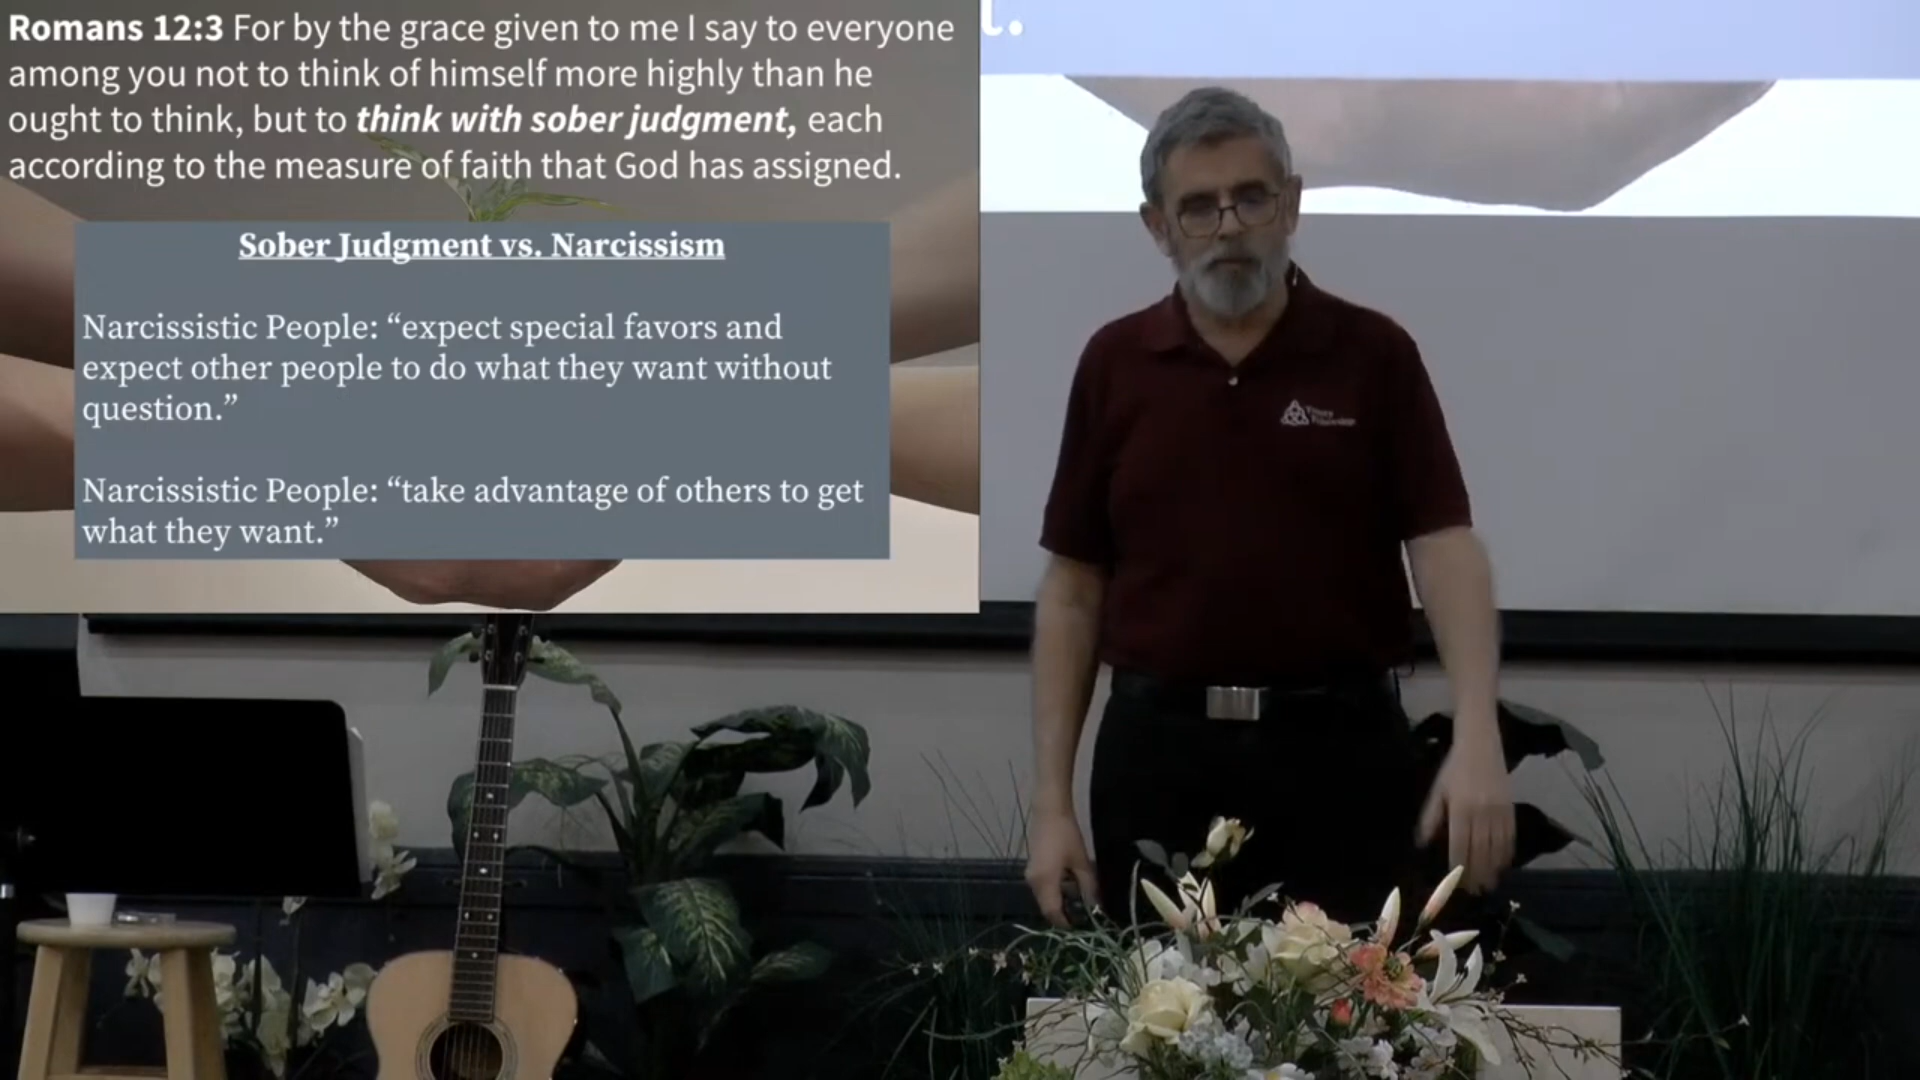 Romans 12:3 For by the grace given to me I say to everyone
among you not to think of himself more highly than he
ought to think, but to think with sober judgment, each
according to the measure of faith that God has assigned.
Sober Judgment vs. Narcissism
Narcissistic People: “expect special favors and
expect other people to do what they want without
question.”
Narcissistic People: “take advantage of others to get
what they want.”
Trinity
Fellowship